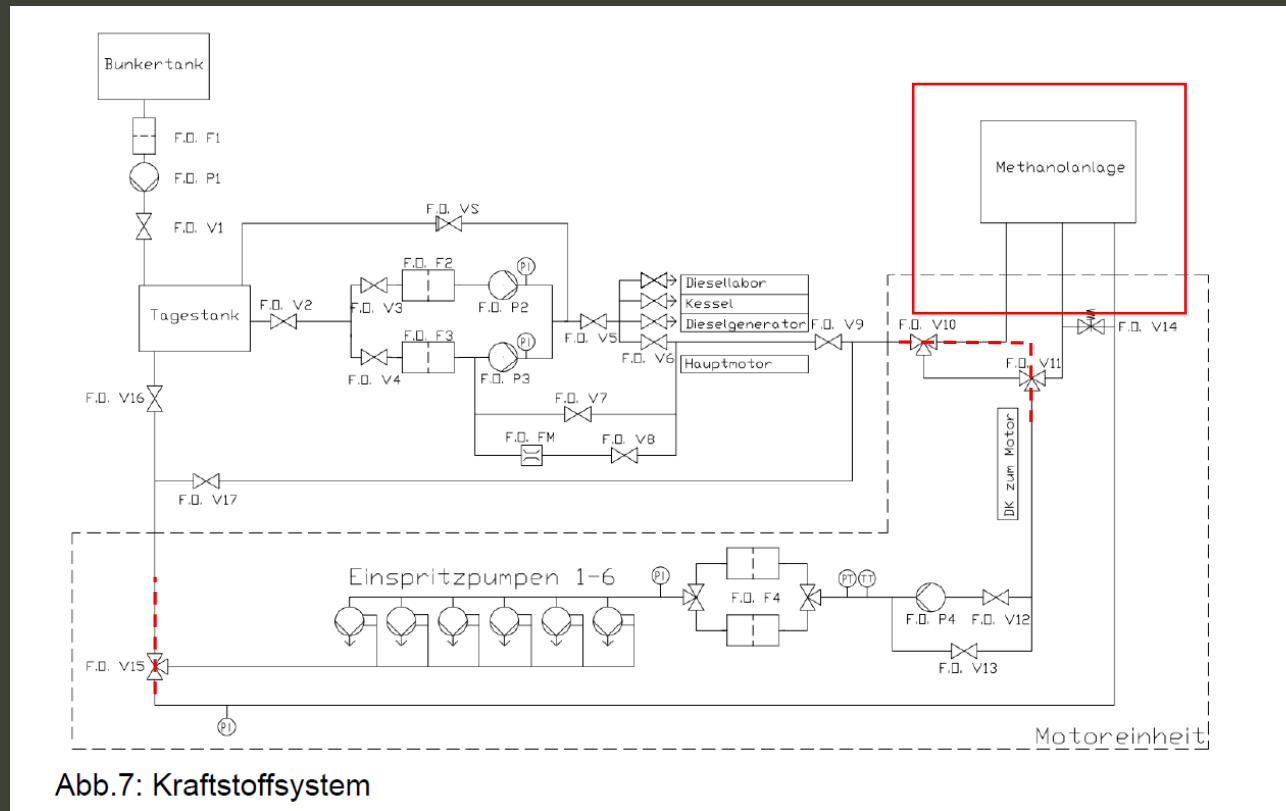 Bunkertank
F.O. F1
F.O. P1
F.O. V1
Methanolanlage
F.O. VS
F.O. F2
PI
Tagestank
F.O. V2
F.O. V3
F.O. P2
Diesellabor
Kessel
Dieselgenerator
F.O. V9
F.O. V10
F.O. V14
F.O. F3
PI
F.O. V5
F.O. V4
F.O. P3
F.O. V6
Hauptmotor
F.O. V11
F.O. V16
F.O. V7
F.O. FM
F.O. V8
DK zum Motor
F.O. V17
Einspritzpumpen 1-6
PI
F.O. F4
PT
TT
F.O. P4
F.O. V12
F.O. V15
F.O. V13
PI
Motoreinheit
Abb.7: Kraftstoffsystem